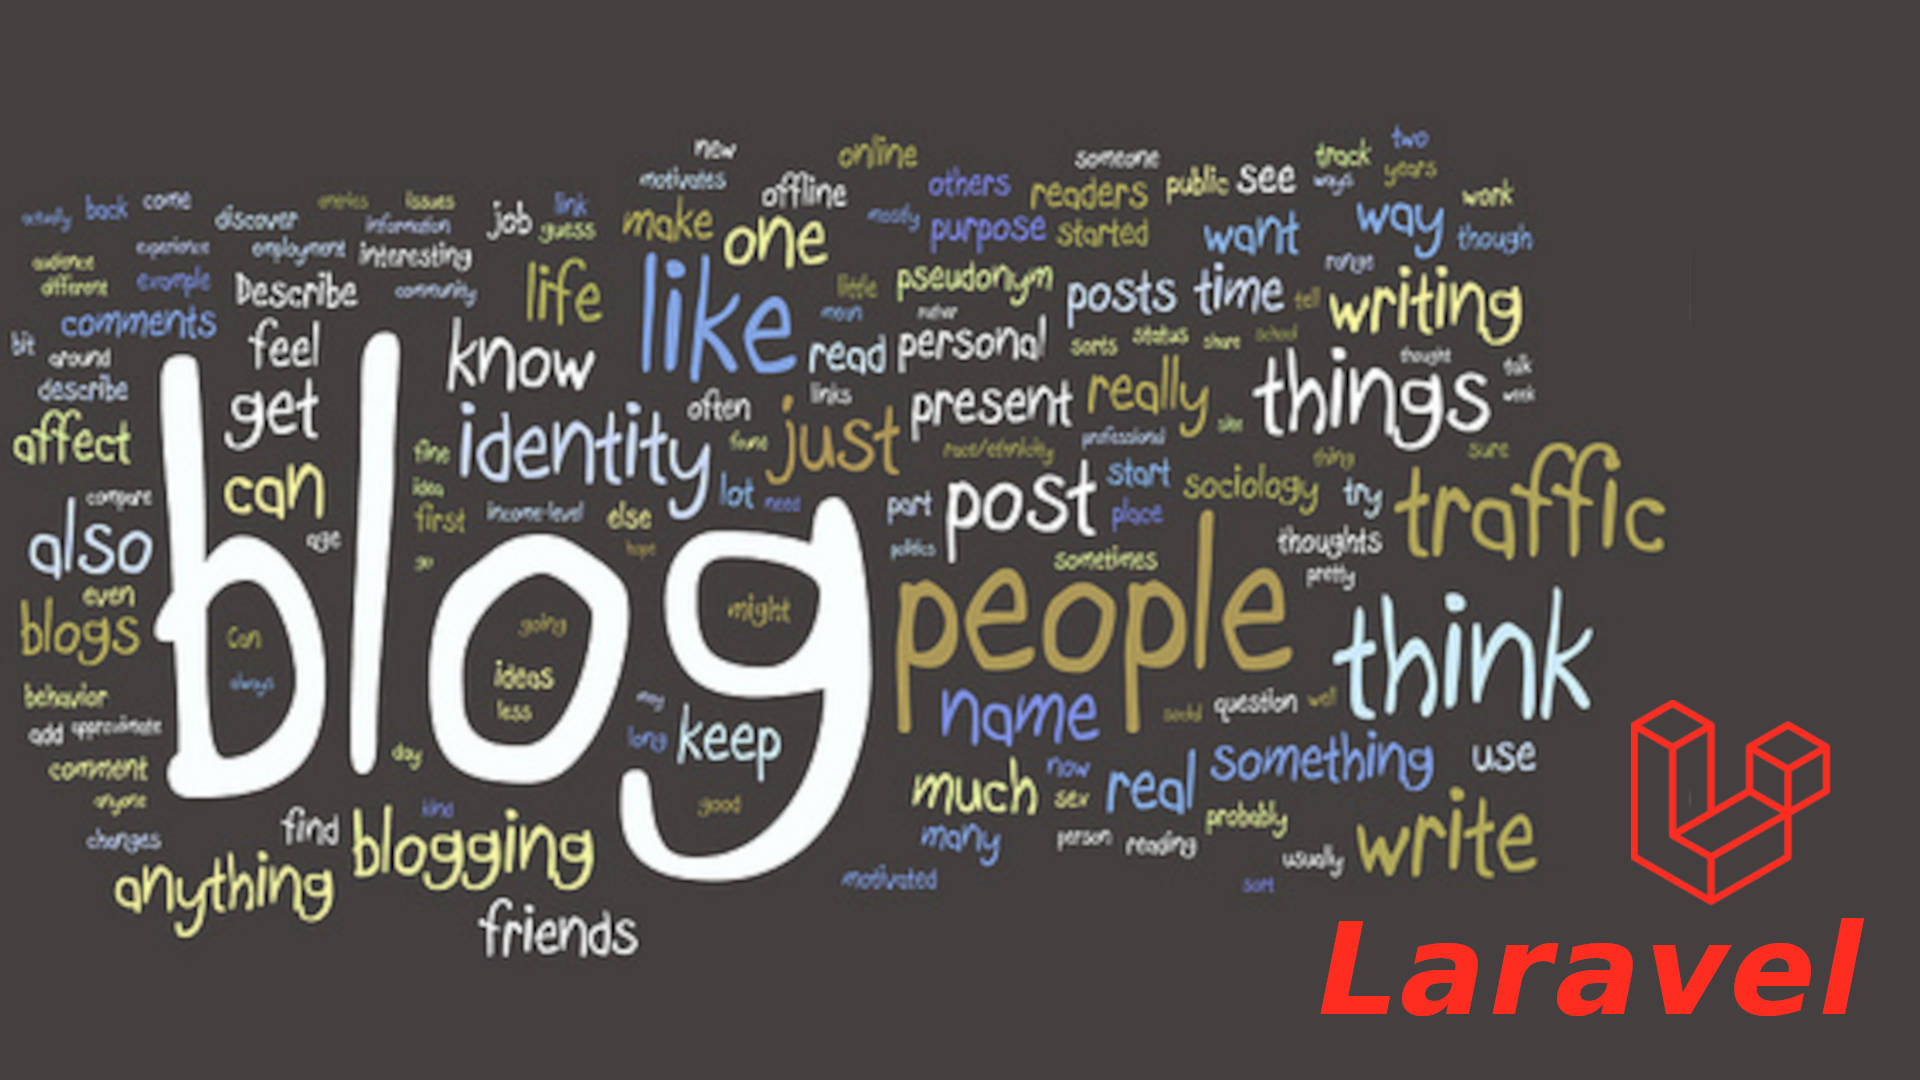 new
online
someone
track
two
motivates
offline
others
readers
public
see
ways
years
actually
back
come
discover
issues
information
job
link
guess
make
one
mostly
purpose
started
want
way
work
though
audience
experience
employment
interesting
different
example
Describe
community
life
like
little
pseudonym
posts
time
range
tell
writing
comments
bit
around
feel
know
main
read
personal
sorts
status
share
school
thought
talk
week
describe
get
often
links
present
really
things
affect
can
fine
identity
found
just
race/ethnicity
professional
site
thing
sure
compare
idea
first
income-level
else
lot
need
part
post
start
place
sociology
try
traffic
also
age
go
hope
politics
sometimes
thoughts
pretty
even
blogs
blog
Can
always
going
ideas
less
might
people
think
behavior
add
approximate
may
long
keep
name
social
question
well
comment
day
anyone
changes
good
much
now
sex
real
something
use
find
kind
blogging
many
person
reading
probably
usually
write
anything
motivated
sort
friends
Laravel